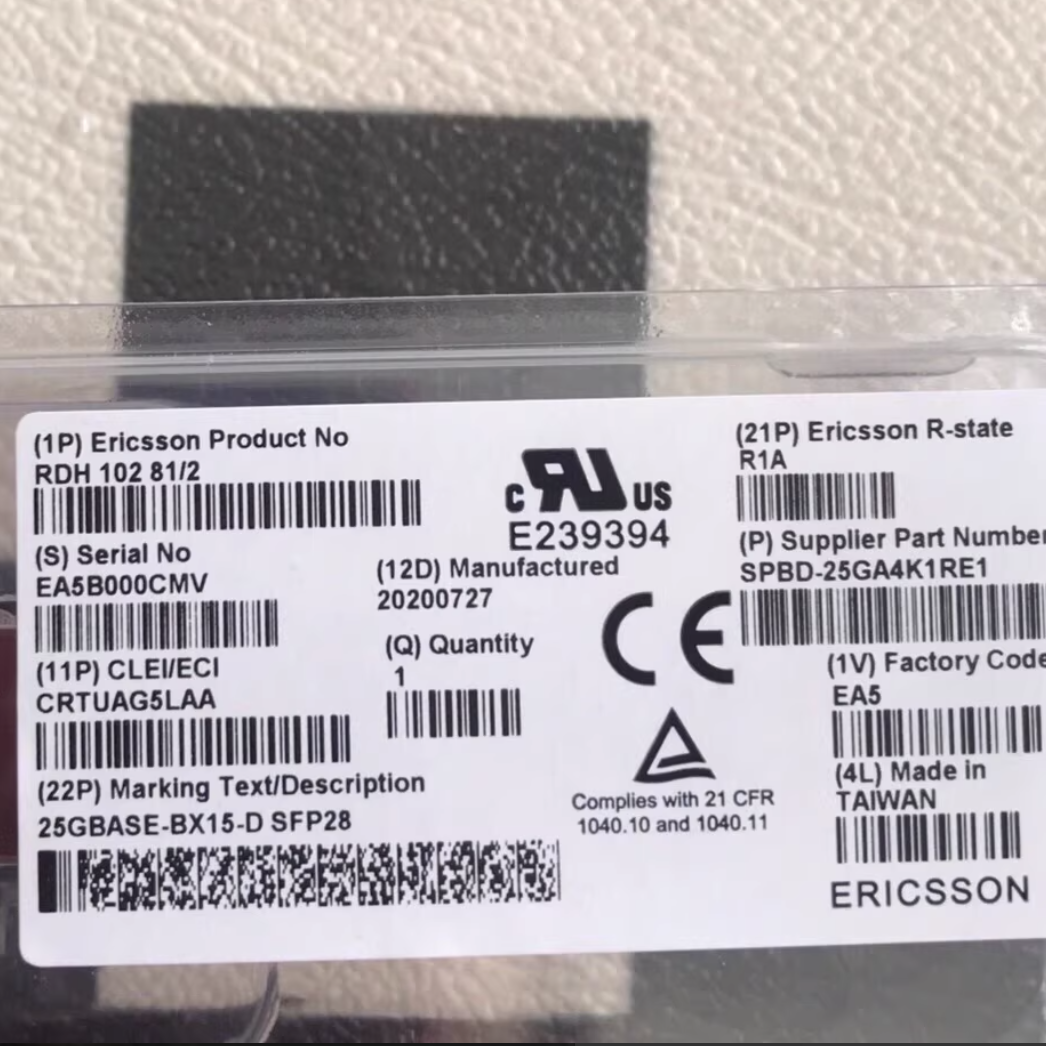 (1P) Ericsson Product No
RDH 102 81/2
(S) Serial No
EA5B000CMV
(11P) CLEI/ECI
CRTUAG5LAA
(22P) Marking Text/Description
25GBASE-BX15-D SFP28
(12D) Manufactured
20200727
(Q) Quantity
1
c RU US
E239394
CE
Complies with 21 CFR
1040.10 and 1040.11
(21P) Ericsson R-state
R1A
(P) Supplier Part Number
SPBD-25GA4K1RE1
(1V) Factory Code
EA5
(4L) Made in
TAIWAN
ERICSSON